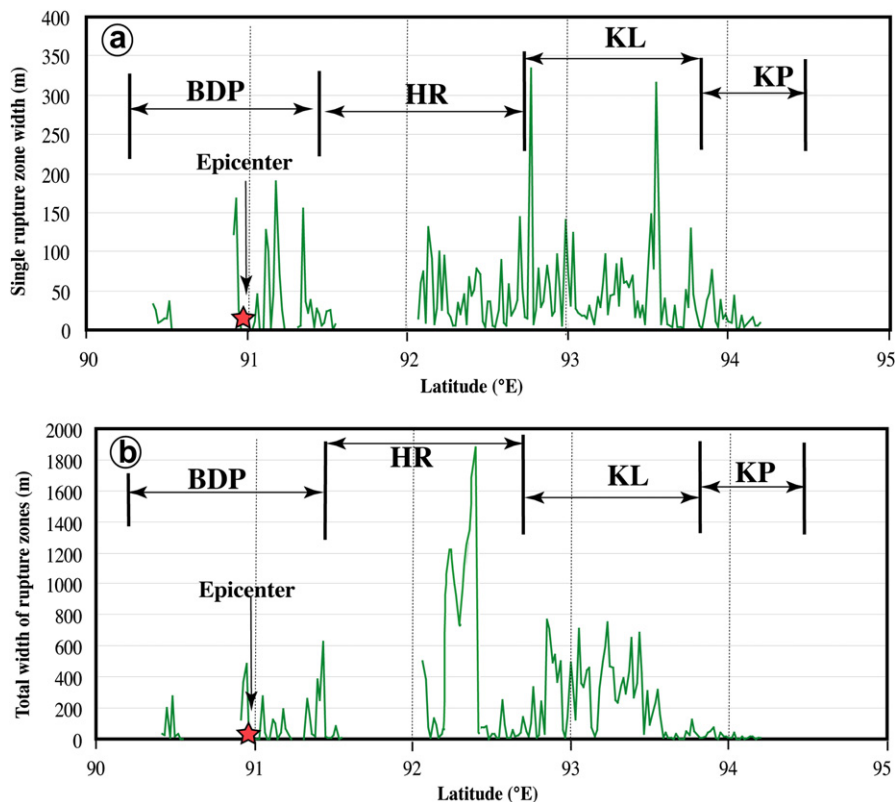 a
Single rupture zone width (m)
400
350
300
250
200
150
100
50
0
BDP
HR
KL
KP
Epicenter
90 91 92 93 94 95
Latitude (°E)
b
Total width of rupture zones (m)
2000
1800
1600
1400
1200
1000
800
600
400
200
0
BDP
HR
KL
KP
Epicenter
90 91 92 93 94 95
Latitude (°E)